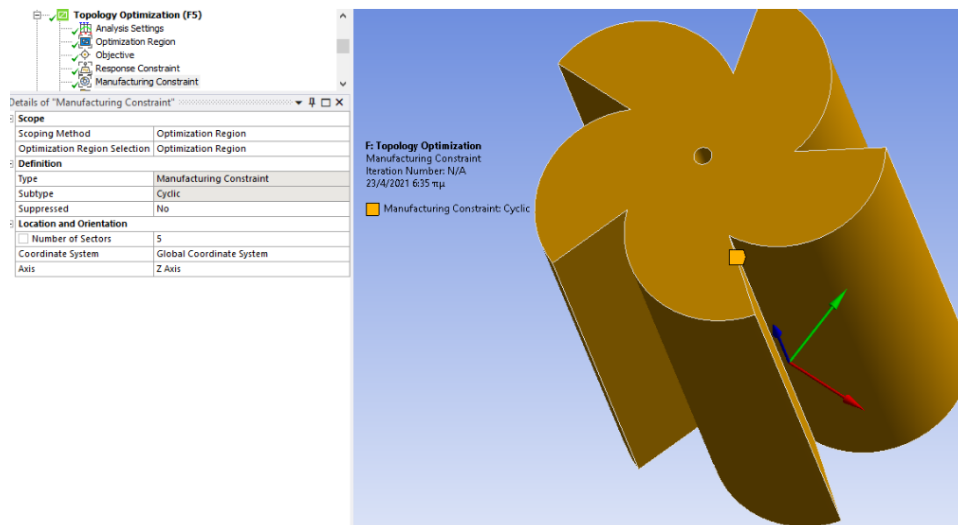 Topology Optimization (F5)
Analysis Settings
Optimization Region
Objective
Response Constraint
Manufacturing Constraint
Details of "Manufacturing Constraint"
Scope
Scoping Method Optimization Region
Optimization Region Selection Optimization Region
Definition
Type Manufacturing Constraint
Subtype Cyclic
Suppressed No
Location and Orientation
Number of Sectors 5
Coordinate System Global Coordinate System
Axis Z Axis
F: Topology Optimization
Manufacturing Constraint
Iteration Number: N/A
23/4/2021 6:35 πμ
Manufacturing Constraint: Cyclic